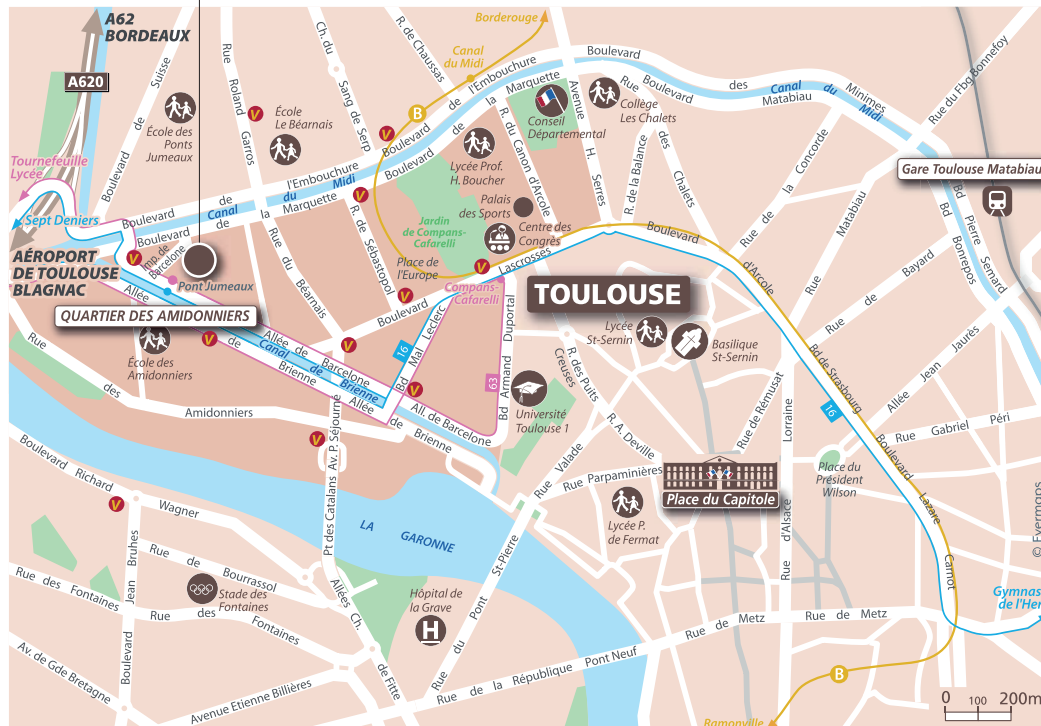 A62
BORDEAUX
A620
Borderouge
Canal
du Midi
Boulevard de Suisse
Rue Roland Garros
Ch. du Sang de Serp
R. de Chaussas
Boulevard de l'Embouchure
Boulevard de la Marquette
B
Avenue H. Serres
Boulevard des Minimes
Boulevard Matabiau
Canal du Midi
Rue du Fbg Bonnefoy
Rue des Chalets
Collège
Les Chalets
Conseil
Départemental
École des
Ponts
Jumeaux
École
Le Béarnais
V
V
V
Lycée Prof.
H. Boucher
R. du Canon d'Arcole
R. de la Balance
Rue de la Concorde
Gare Toulouse Matabiau
Tournefeuille
Lycée
Sept Deniers
Boulevard de l'Embouchure
Canal du Midi
Boulevard de la Marquette
Palais
des Sports
Centre des
Congrès
Jardin
de Compans-
Cafarelli
Place de
l'Europe
R. de Sébastopol
Rue du Béarnais
Imp. de
Barcelone
Pont Jumeaux
AÉROPORT
DE TOULOUSE
BLAGNAC
QUARTIER DES AMIDONNIERS
École des
Amidonniers
V
V
V
V
V
V
V
V
Boulevard Lascrosses
Compans-
Cafarelli
Boulevard d'Arcole
Rue Matabiau
Rue de Bayard
Bd Pierre Semard
Bd Bonrepos
TOULOUSE
Bd Mal Leclerc
16
63
Bd Armand Duportal
Lycée
St-Sernin
Basilique
St-Sernin
Allée de Barcelone
Canal de Brienne
Allée de Brienne
All. de Barcelone
Allée de Brienne
Rue des Amidonniers
Av. P. Séjourné
Pt des Catalans
Université
Toulouse 1
R. des Puits
Creuses
R. A. Deville
Rue Valade
Rue Parpaminières
Rue de Rémusat
Bd de Strasbourg
16
Allée Jean Jaurès
Rue Gabriel Péri
Rue d'Alsace Lorraine
Place du
Président
Wilson
Place du Capitole
Lycée P.
de Fermat
Boulevard Lazare Carnot
Boulevard Richard Wagner
LA GARONNE
Rue du Pont St-Pierre
Boulevard Jean Bruhes
Rue de Bourrassol
Rue des Fontaines
Rue des Fontaines
Stade des
Fontaines
Allées Ch. de Fitte
Hôpital de
la Grave
H
Av. de Gde Bretagne
Avenue Etienne Billières
Rue de la République
Pont Neuf
Rue de Metz
Rue de Metz
B
Ramonville
0 100 200m
© Evermaps